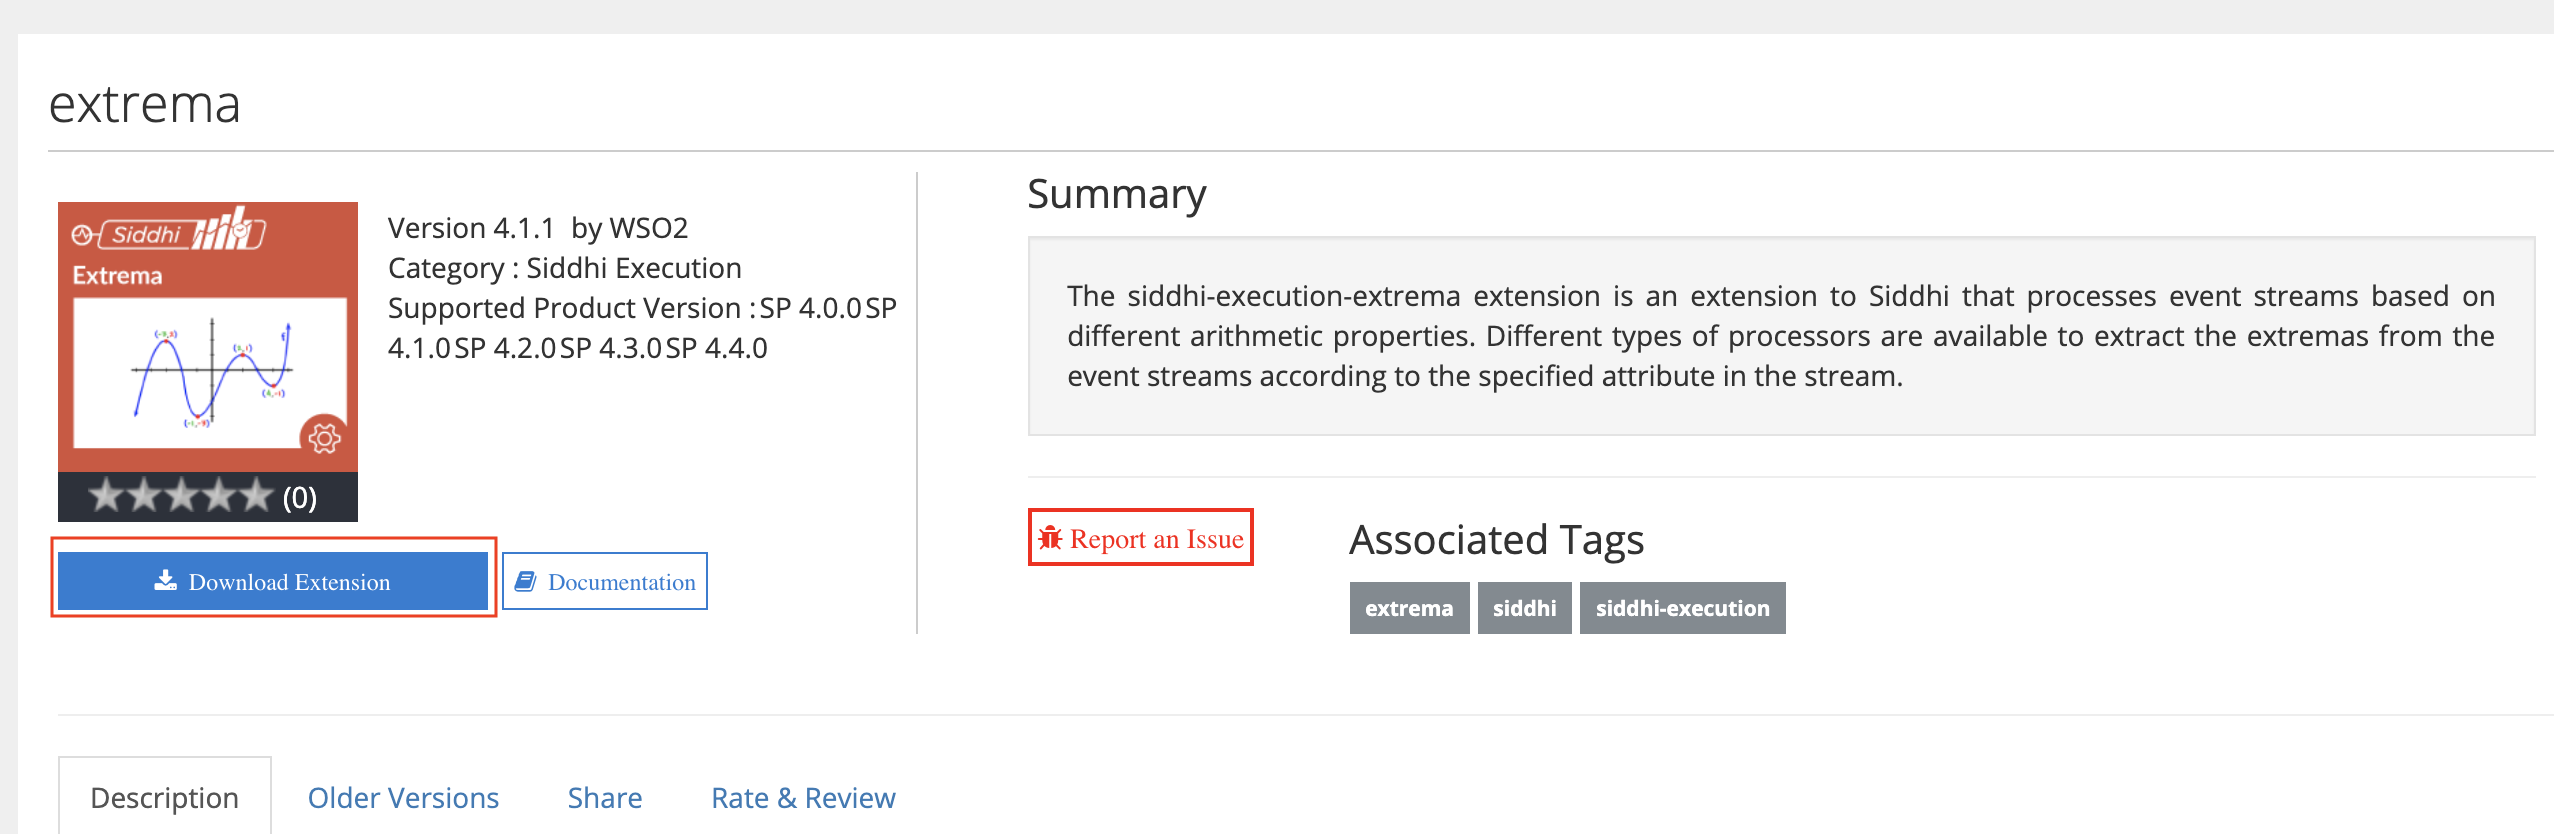 extrema
Siddhi
Extrema
(0)
Version 4.1.1 by WSO2
Category : Siddhi Execution
Supported Product Version : SP 4.0.0 SP
4.1.0 SP 4.2.0 SP 4.3.0 SP 4.4.0
Download Extension
Documentation
Summary
The siddhi-execution-extrema extension is an extension to Siddhi that processes event streams based on
different arithmetic properties. Different types of processors are available to extract the extremas from the
event streams according to the specified attribute in the stream.
Report an Issue
Associated Tags
extrema siddhi siddhi-execution
Description Older Versions Share Rate & Review